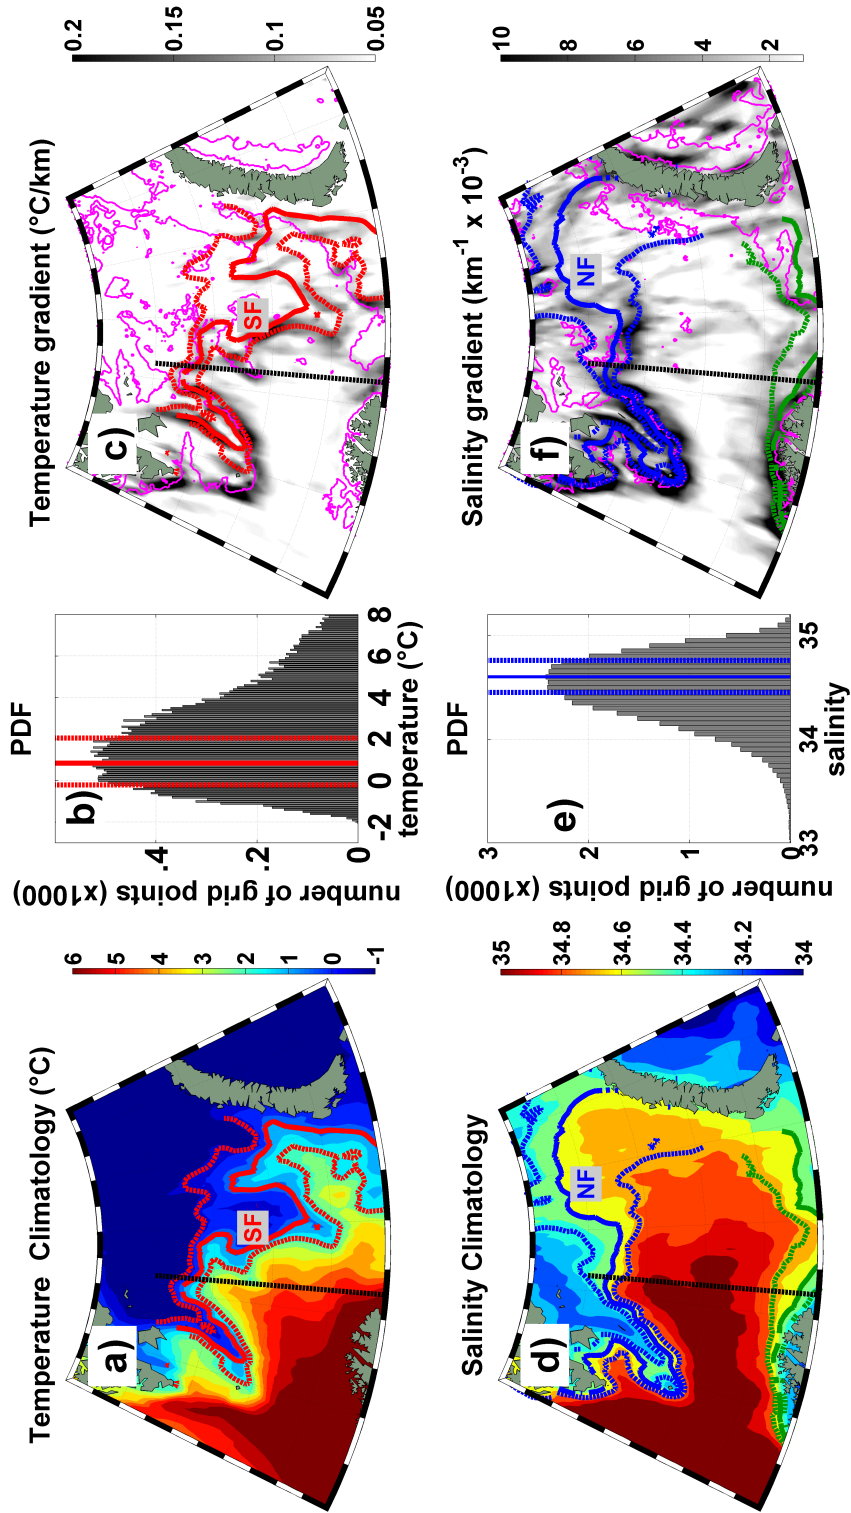 Temperature Climatology (°C)
a)
SF
6
5
4
3
2
1
0
-1
PDF
b)
number of grid points (x1000)
.4
.2
0
-2
0
2
4
6
8
temperature (°C)
Temperature gradient (°C/km)
c)
SF
0.2
0.15
0.1
0.05
Salinity Climatology
d)
NF
35
34.8
34.6
34.4
34.2
34
PDF
e)
number of grid points (x1000)
3
2
1
0
33
34
35
salinity
Salinity gradient (km⁻¹ x 10⁻³)
f)
NF
10
8
6
4
2